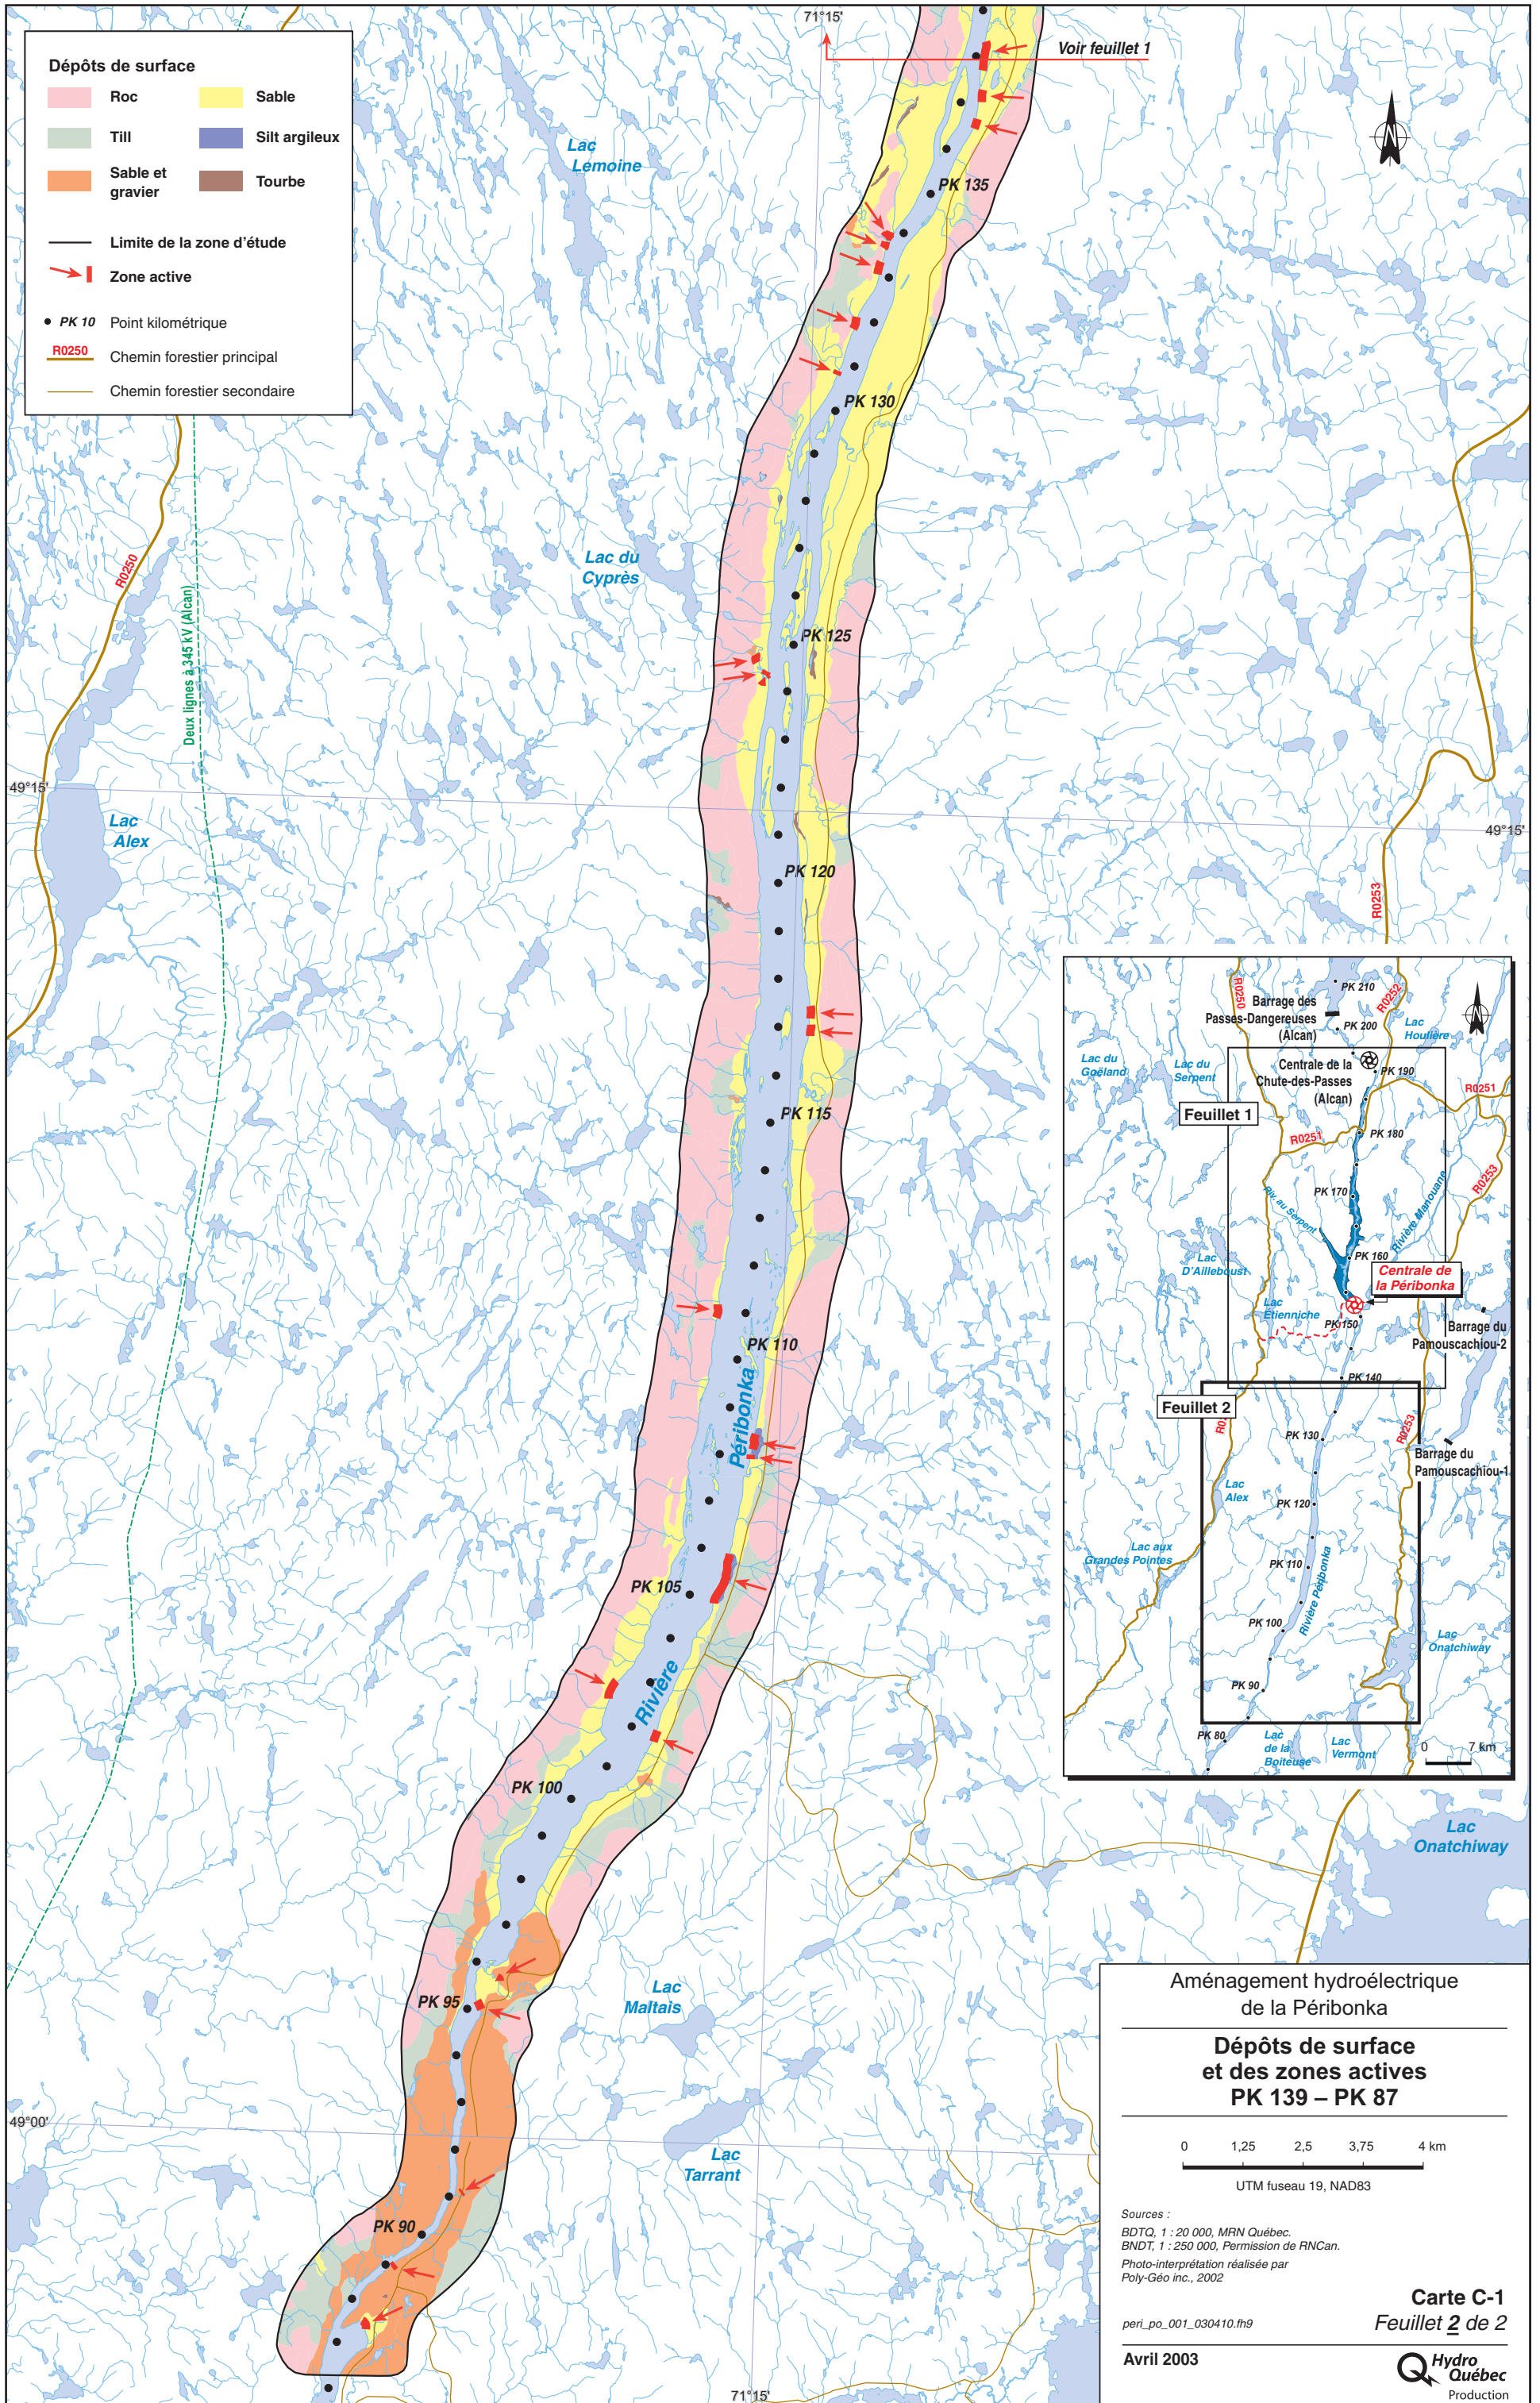 71°15'
Voir feuillet 1
Dépôts de surface
Roc
Sable
Till
Silt argileux
Sable et
gravier
Tourbe
Limite de la zone d'étude
Zone active
PK 10 Point kilométrique
R0250 Chemin forestier principal
Chemin forestier secondaire
Lac
Lemoine
PK 135
PK 130
Lac du
Cyprès
R0250
Deux lignes à 345 kV (Alcan)
PK 125
49°15'
Lac
Alex
49°15'
PK 120
R0253
PK 115
PK 110
Péribonka
PK 105
Rivière
PK 100
Lac
Onatchiway
PK 95
Lac
Maltais
49°00'
Lac
Tarrant
PK 90
71°15'
R0250
PK 210
Barrage des
Passes-Dangereuses
(Alcan)
R0252
PK 200
Lac
Houlière
Lac du
Goéland
Lac du
Serpent
Centrale de la
Chute-des-Passes
(Alcan)
PK 190
R0251
Feuillet 1
R0251
PK 180
R0253
PK 170
Riv. au Serpent
Rivière Manouane
PK 160
Lac
D'Ailleboust
Centrale de
la Péribonka
Lac
Étienniche
PK150
Barrage du
Pamouscachiou-2
PK 140
Feuillet 2
R02
PK 130
R0253
Barrage du
Pamouscachiou-1
Lac
Alex
PK 120
Lac aux
Grandes Pointes
PK 110
Rivière Péribonka
PK 100
Lac
Onatchiway
PK 90
PK 80
Lac
de la
Boiteuse
Lac
Vermont
0 7 km
Aménagement hydroélectrique
de la Péribonka
Dépôts de surface
et des zones actives
PK 139 – PK 87
0 1,25 2,5 3,75 4 km
UTM fuseau 19, NAD83
Sources :
BDTQ, 1 : 20 000, MRN Québec.
BNDT, 1 : 250 000, Permission de RNCan.
Photo-interprétation réalisée par
Poly-Géo inc., 2002
Carte C-1
peri_po_001_030410.fh9
Feuillet 2 de 2
Avril 2003
Hydro
Québec
Production